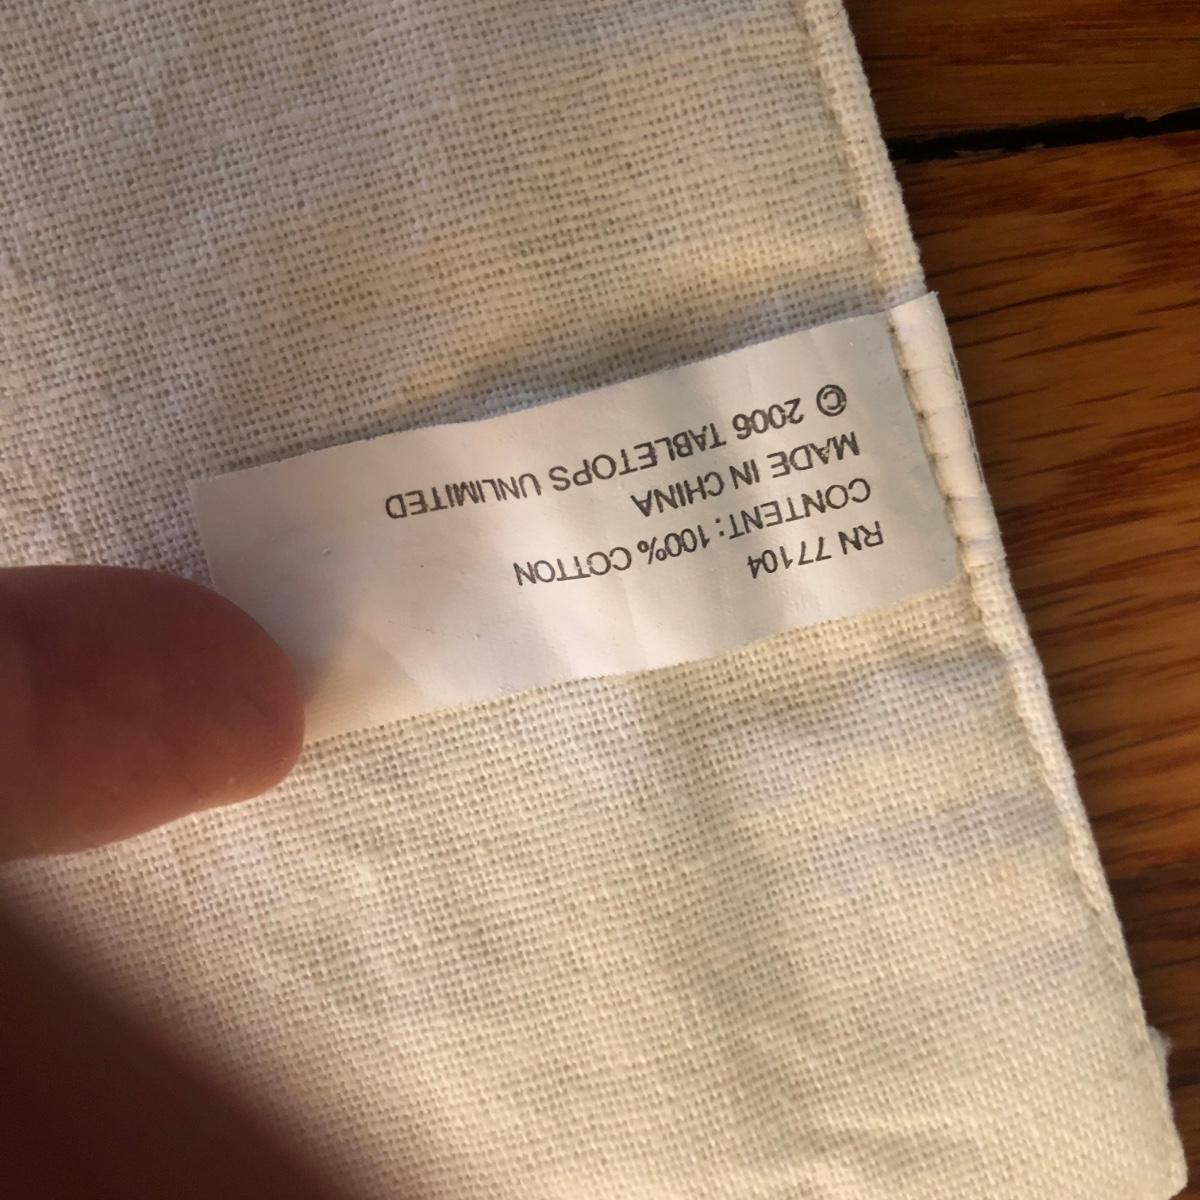 RN 77104
CONTENT: 100% COTTON
MADE IN CHINA
© 2006 TABLETOPS UNLIMITED